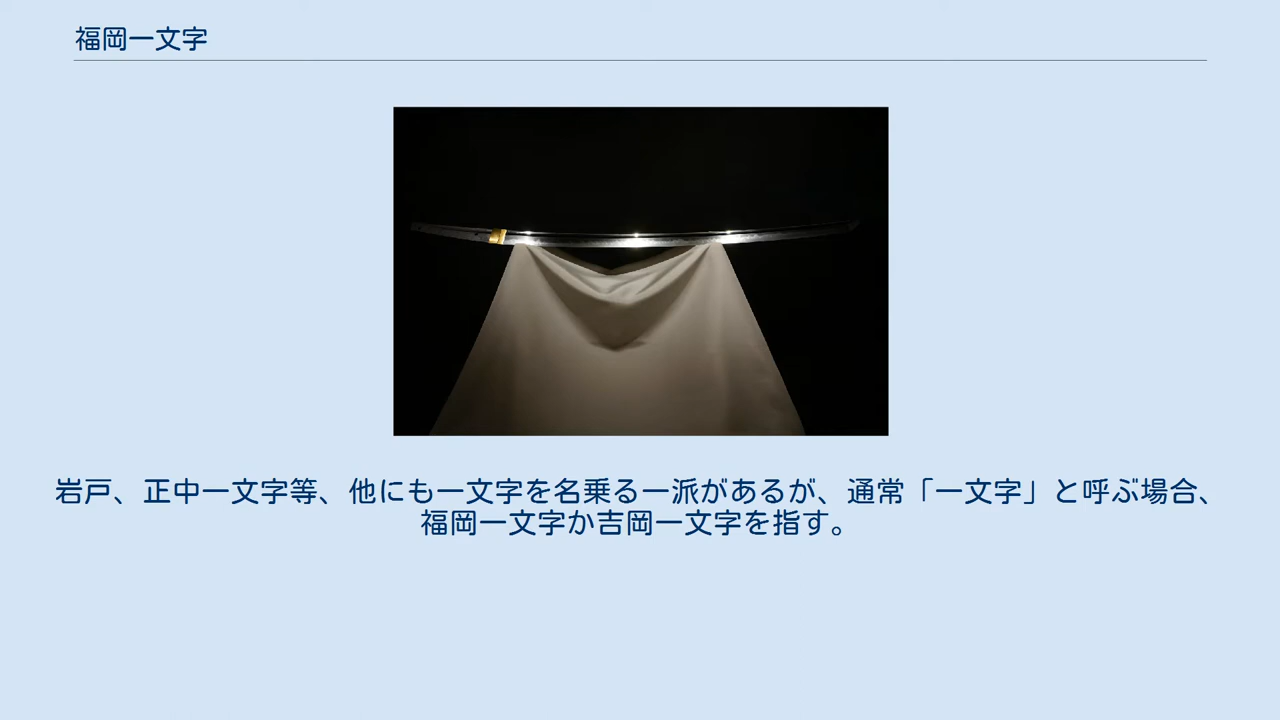 福岡一文字
岩戸、正中一文字等、他にも一文字を名乗る一派があるが、通常「一文字」と呼ぶ場合、
福岡一文字か吉岡一文字を指す。